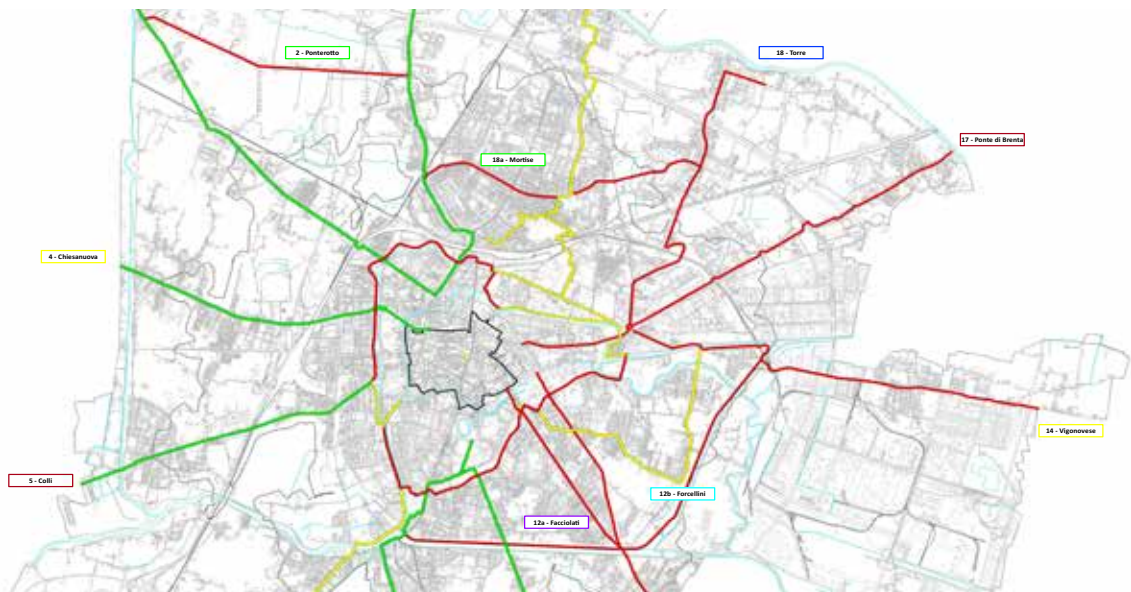 2 - Ponterotto
18 - Torre
17 - Ponte di Brenta
18a - Mortise
4 - Chiesanuova
14 - Vigonovese
5 - Colli
12b - Forcellini
12a - Facciolati